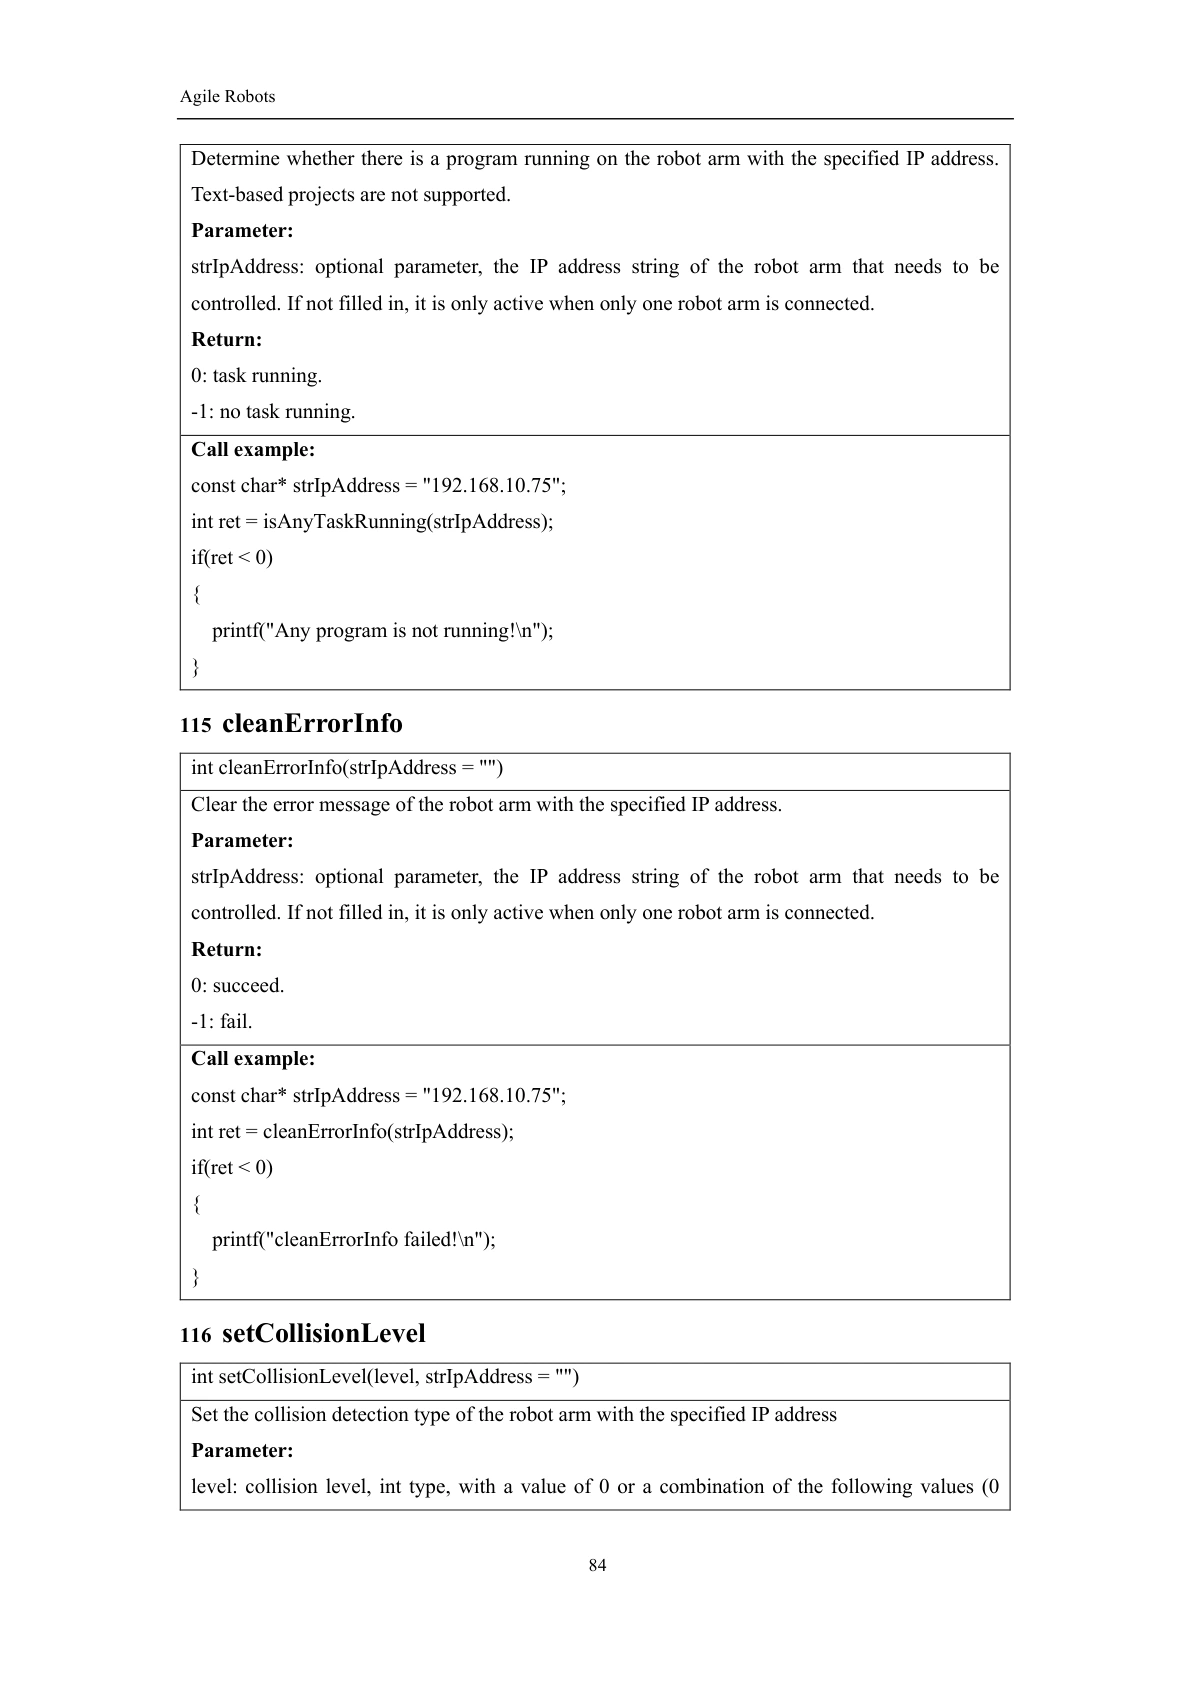 Agile Robots
Determine whether there is a program running on the robot arm with the specified IP address.
Text-based projects are not supported.
Parameter:
strIpAddress: optional parameter, the IP address string of the robot arm that needs to be
controlled. If not filled in, it is only active when only one robot arm is connected.
Return:
0: task running.
-1: no task running.
Call example:
const char* strIpAddress = "192.168.10.75";
int ret = isAnyTaskRunning(strIpAddress);
if(ret < 0)
{
    printf("Any program is not running!\n");
}
115 cleanErrorInfo
int cleanErrorInfo(strIpAddress = "")
Clear the error message of the robot arm with the specified IP address.
Parameter:
strIpAddress: optional parameter, the IP address string of the robot arm that needs to be
controlled. If not filled in, it is only active when only one robot arm is connected.
Return:
0: succeed.
-1: fail.
Call example:
const char* strIpAddress = "192.168.10.75";
int ret = cleanErrorInfo(strIpAddress);
if(ret < 0)
{
    printf("cleanErrorInfo failed!\n");
}
116 setCollisionLevel
int setCollisionLevel(level, strIpAddress = "")
Set the collision detection type of the robot arm with the specified IP address
Parameter:
level: collision level, int type, with a value of 0 or a combination of the following values (0
84